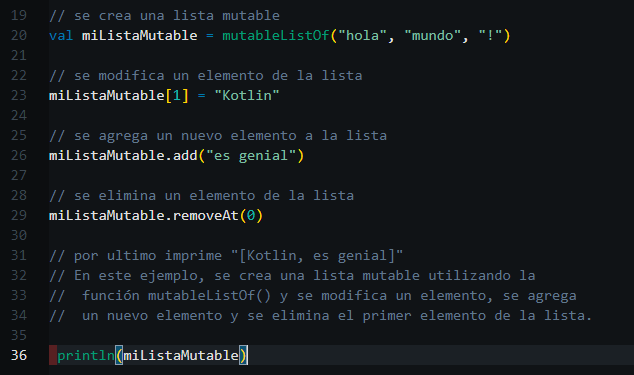 19 // se crea una lista mutable
20 val miListaMutable = mutableListOf("hola", "mundo", "!")
21
22 // se modifica un elemento de la lista
23 miListaMutable[1] = "Kotlin"
24
25 // se agrega un nuevo elemento a la lista
26 miListaMutable.add("es genial")
27
28 // se elimina un elemento de la lista
29 miListaMutable.removeAt(0)
30
31 // por ultimo imprime "[Kotlin, es genial]"
32 // En este ejemplo, se crea una lista mutable utilizando la
33 //  función mutableListOf() y se modifica un elemento, se agrega
34 //  un nuevo elemento y se elimina el primer elemento de la lista.
35
36  println(miListaMutable)